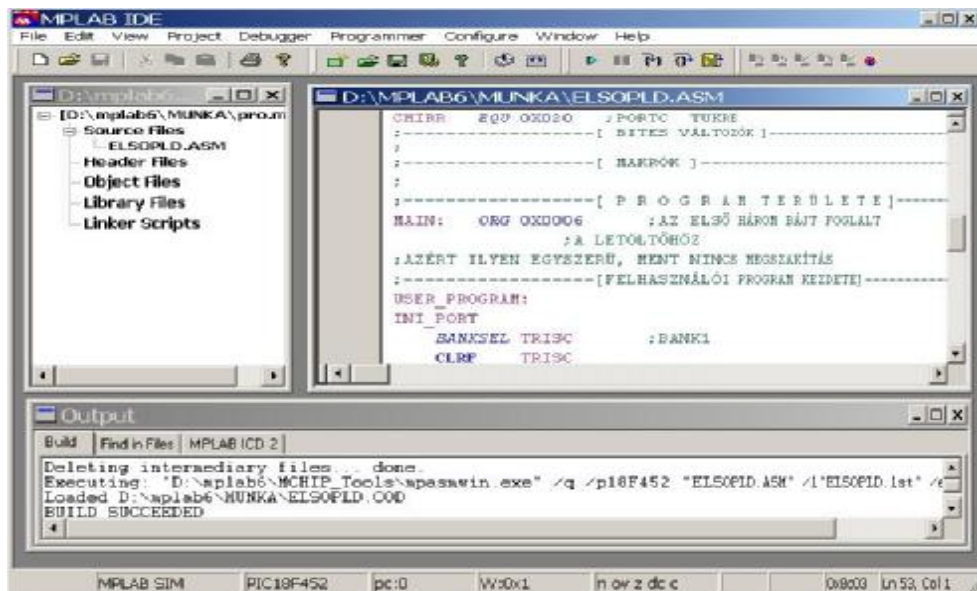 MPLAB IDE
File Edit View Project Debugger Programmer Configure Window Help
D:\mplab6...
[D:\mplab6\MUNKA\pro.m
Source Files
ELSOPLD.ASM
Header Files
Object Files
Library Files
Linker Scripts
D:\MPLAB6\MUNKA\ELSOPLD.ASM
EQU 0X020 ;PORTC TUKRE
;--------------------[ BITES VÁLTOZÓK ]--------------------
;
;--------------------[ MAKRÓK ]--------------------
;
;--------------------[ P R O G R A M T E R Ü L E T E]------
MAIN: ORG 0X0006 ;AZ ELSŐ HÁROM BÁJT FOGLALT
;A LETÖLTŐHÖZ
;AZÉRT ILYEN EGYSZERŰ, MENT NINCS MEGSZAKÍTÁS
;--------------------[FELHASZNÁLÓI PROGRAM KEZDETE]----------
USER_PROGRAM:
INI_PORT
BANKSEL TRISC ;BANK1
CLRF TRISC
Output
Build Find in Files MPLAB ICD 2
Deleting intermediary files... done.
Executing: "D:\mplab6\MCHIP_Tools\mpasmwin.exe" /q /p18F452 "ELSOPLD.ASM" /l"ELSOPLD.lst" /e
Loaded D:\mplab6\MUNKA\ELSOPLD.COD
BUILD SUCCEEDED
MPLAB SIM PIC18F452 pc:0 W:0x1 n ov z dc c Ln 53, Col 1